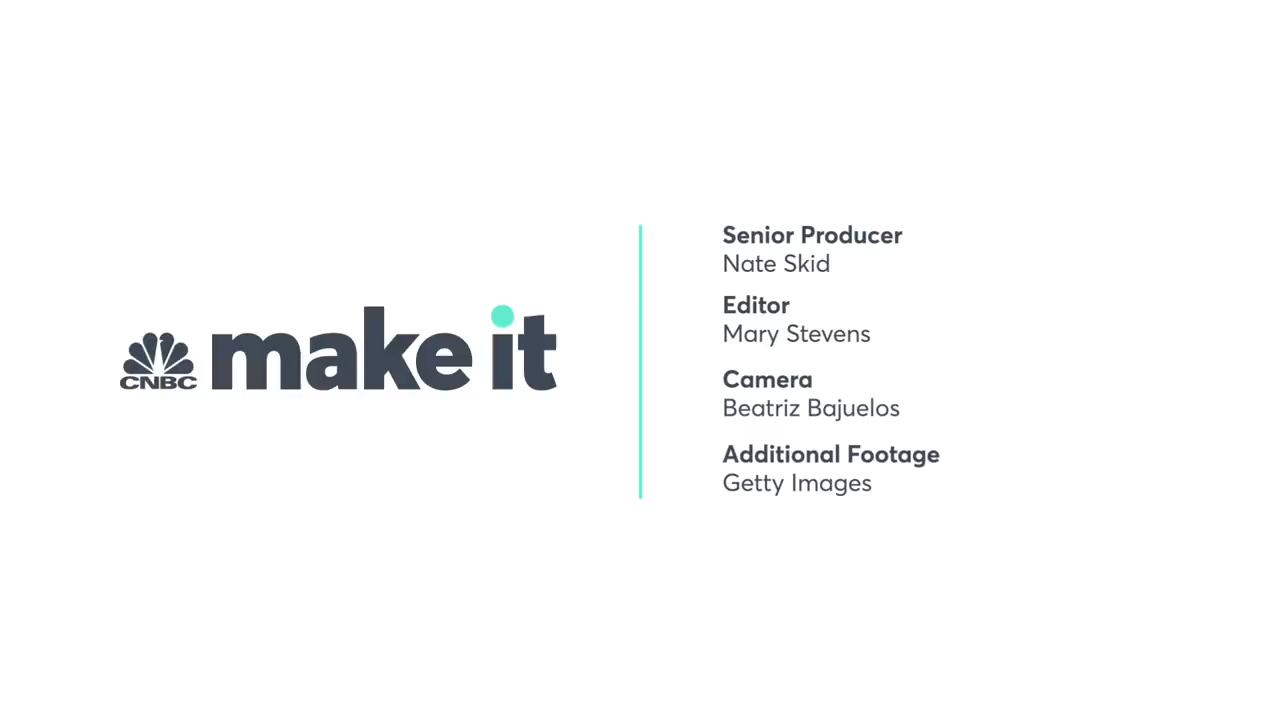 CNBC make it
Senior Producer
Nate Skid
Editor
Mary Stevens
Camera
Beatriz Bajuelos
Additional Footage
Getty Images